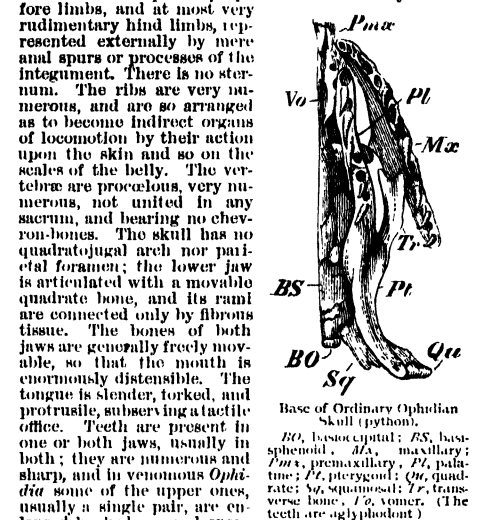 fore limbs, and at most very
rudimentary hind limbs, rep-
resented externally by mere
anal spurs or processes of the
integument. There is no ster-
num. The ribs are very nu-
merous, and are so arranged
as to become indirect organs
of locomotion by their action
upon the skin and so on the
scales of the belly. The ver-
tebræ are procœlous, very nu-
merous, not united in any
sacrum, and bearing no chev-
ron-bones. The skull has no
quadratojugal arch nor pari-
etal foramen; the lower jaw
is articulated with a movable
quadrate bone, and its rami
are connected only by fibrous
tissue. The bones of both
jaws are generally freely mov-
able, so that the mouth is
enormously distensible. The
tongue is slender, forked, and
protrusile, subserving a tactile
office. Teeth are present in
one or both jaws, usually in
both; they are numerous and
sharp, and in venomous Ophi-
dia some of the upper ones,
usually a single pair, are en-
Pmx
Vo
Pl
Mx
Tr
BS
Pt
BO
Sq
Qu
Base of Ordinary Ophidian
Skull (python).
BO, basioccipital; BS, basi-
sphenoid, Mx, maxillary;
Pmx, premaxillary, Pl, pala-
tine; Pt, pterygoid; Qu, quad-
rate; Sq, squamosal; Tr, trans-
verse bone, Vo, vomer. (The
teeth are aglyphodont)